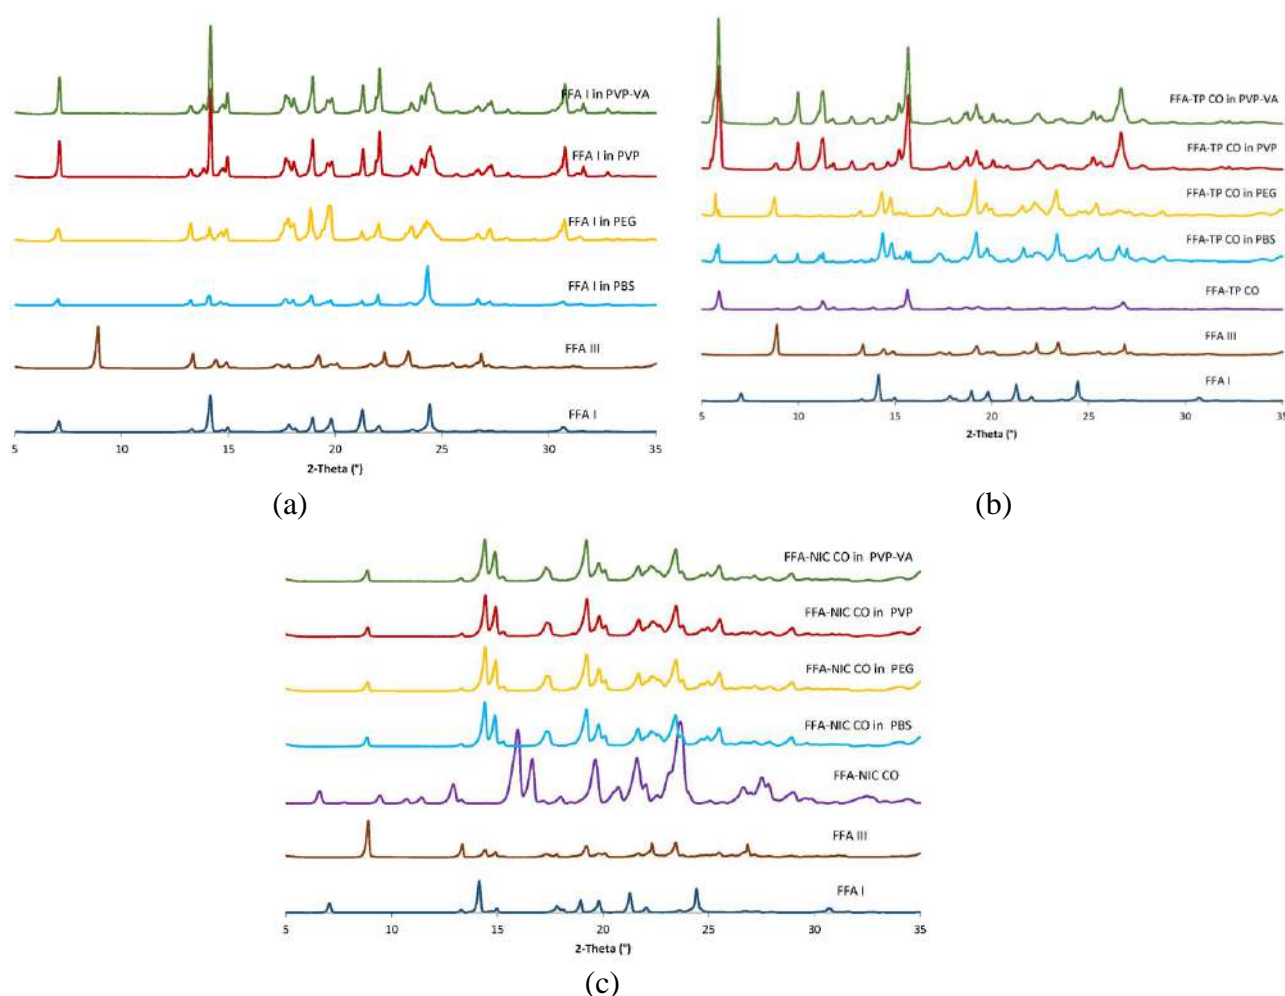 FFA I in PVP-VA
FFA I in PVP
FFA I in PEG
FFA I in PBS
FFA III
FFA I
5 10 15 20 25 30 35
2-Theta (°)
(a)
FFA-TP CO in PVP-VA
FFA-TP CO in PVP
FFA-TP CO in PEG
FFA-TP CO in PBS
FFA-TP CO
FFA III
FFA I
5 10 15 20 25 30 35
2-Theta (°)
(b)
FFA-NIC CO in PVP-VA
FFA-NIC CO in PVP
FFA-NIC CO in PEG
FFA-NIC CO in PBS
FFA-NIC CO
FFA III
FFA I
5 10 15 20 25 30 35
2-Theta (°)
(c)